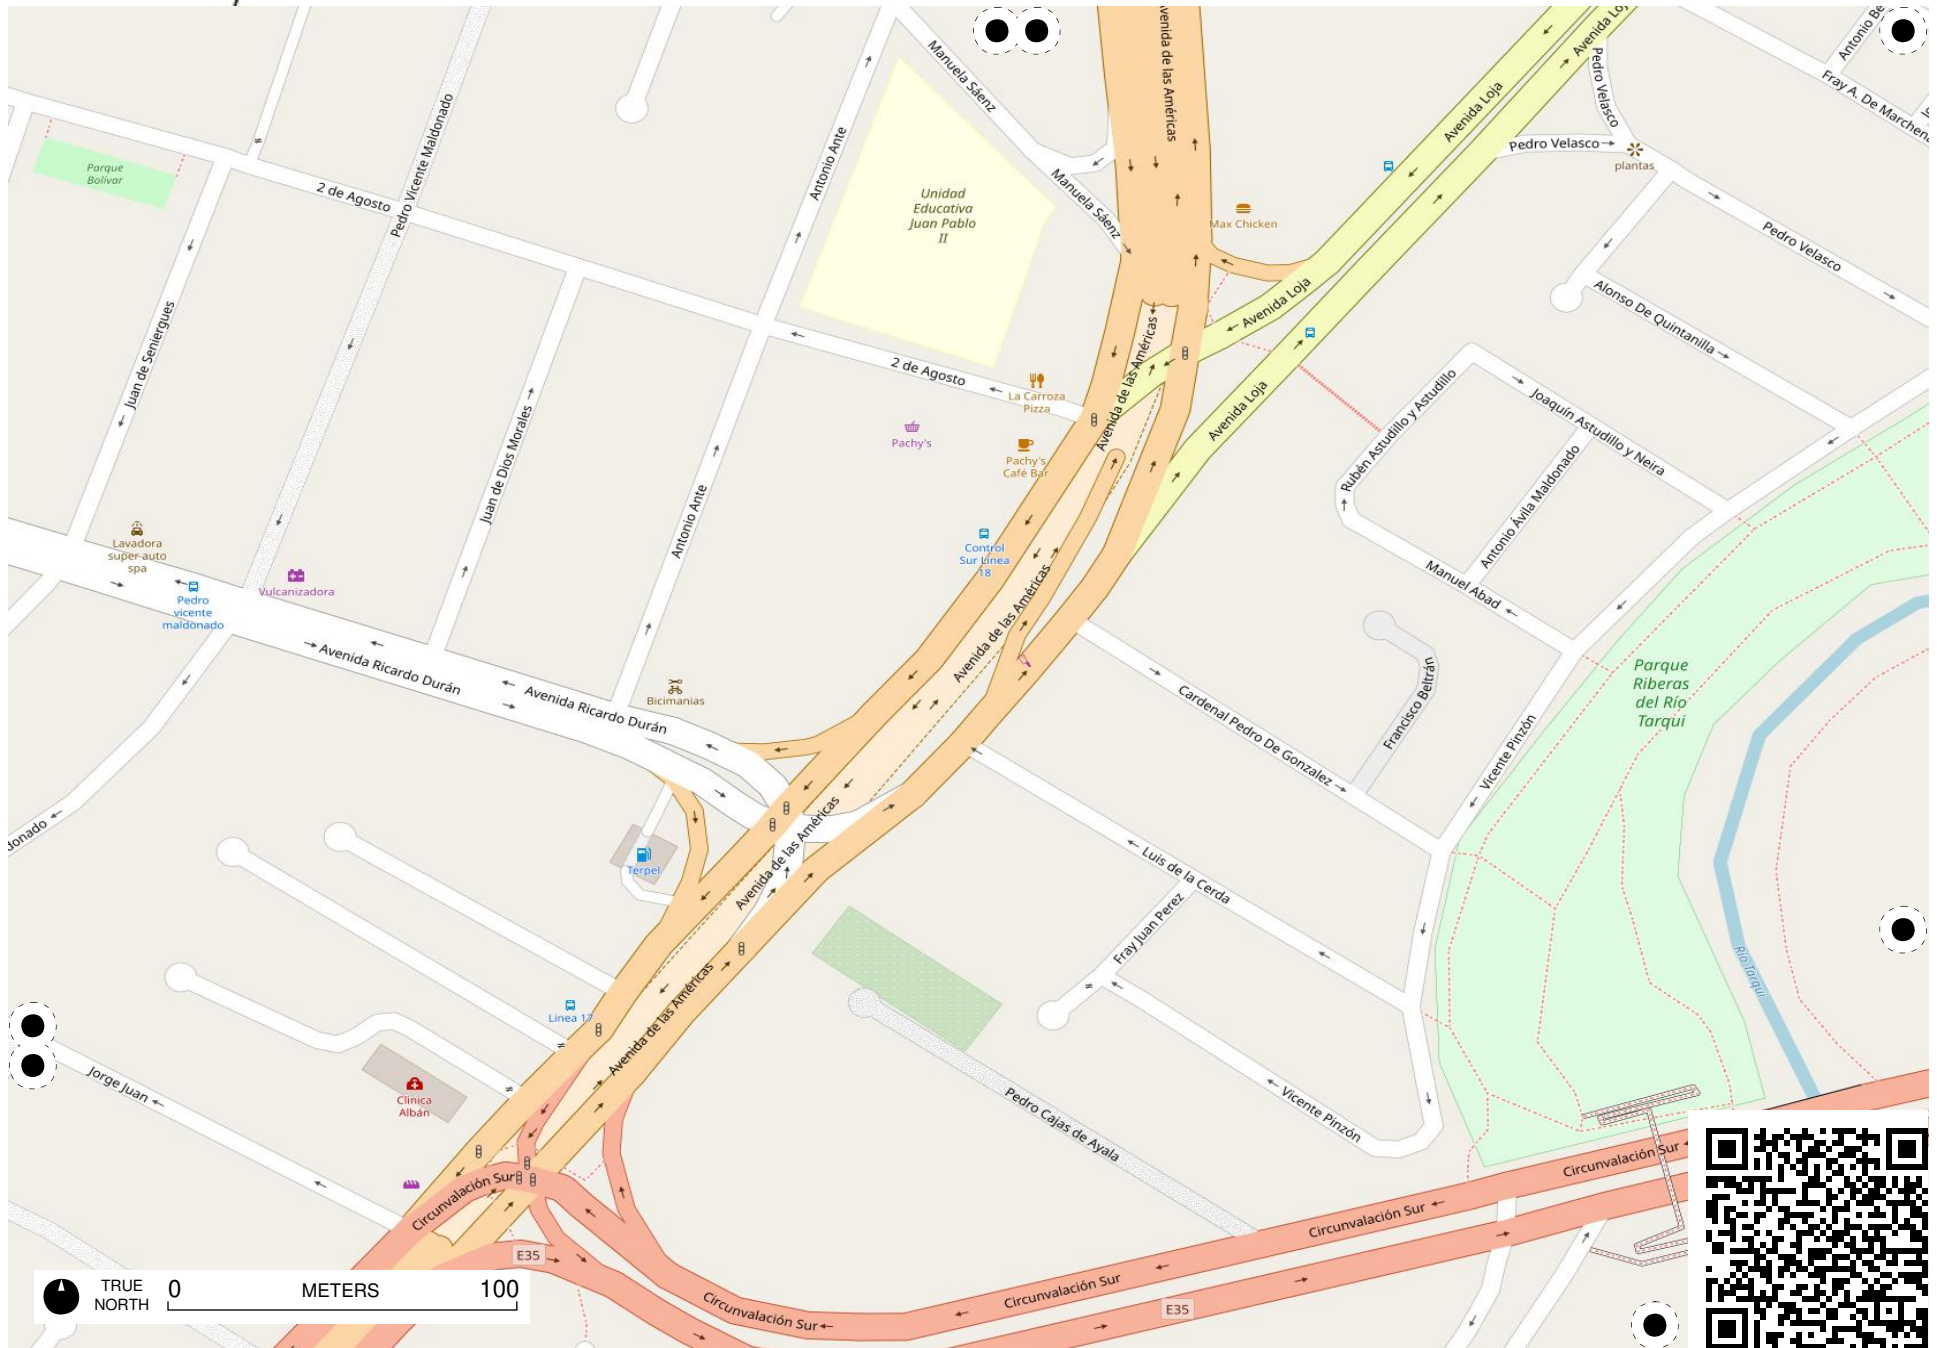 Avenida de las Américas
Avenida Loja
Manuela Sáenz
Pedro Velasco
Fray A. De Marchena
Avenida Loja
Pedro Vicente Maldonado
Antonio Ante
Pedro Velasco
plantas
Parque
Bolívar
2 de Agosto
Unidad
Educativa
Juan Pablo
II
Manuela Sáenz
Max Chicken
Pedro Velasco
Juan de Seniergues
Avenida Loja
Alonso De Quintanilla
Avenida de las Américas
2 de Agosto
La Carroza
Pizza
Avenida Loja
Rubén Astudillo y Astudillo
Joaquín Astudillo y Neira
Pachy's
Pachy's
Café Bar
Juan de Dios Morales
Antonio Ante
Antonio Ávila Maldonado
Lavadora
super auto
spa
Control
Sur Linea
18
Vulcanizadora
Pedro
vicente
maldonado
Manuel Abad
Avenida de las Américas
Avenida Ricardo Durán
Avenida Ricardo Durán
Bicimanias
Cardenal Pedro De Gonzalez
Francisco Beltrán
Parque
Riberas
del Río
Tarqui
Vicente Pinzón
Avenida de las Américas
Terpel
Luis de la Cerda
Fray Juan Perez
Río Tarqui
Linea 17
Avenida de las Américas
Jorge Juan
Clinica
Albán
Pedro Cajas de Ayala
Vicente Pinzón
Circunvalación Sur
Circunvalación Sur
Circunvalación Sur
E35
Circunvalación Sur
Circunvalación Sur
E35
TRUE
NORTH
0 METERS 100